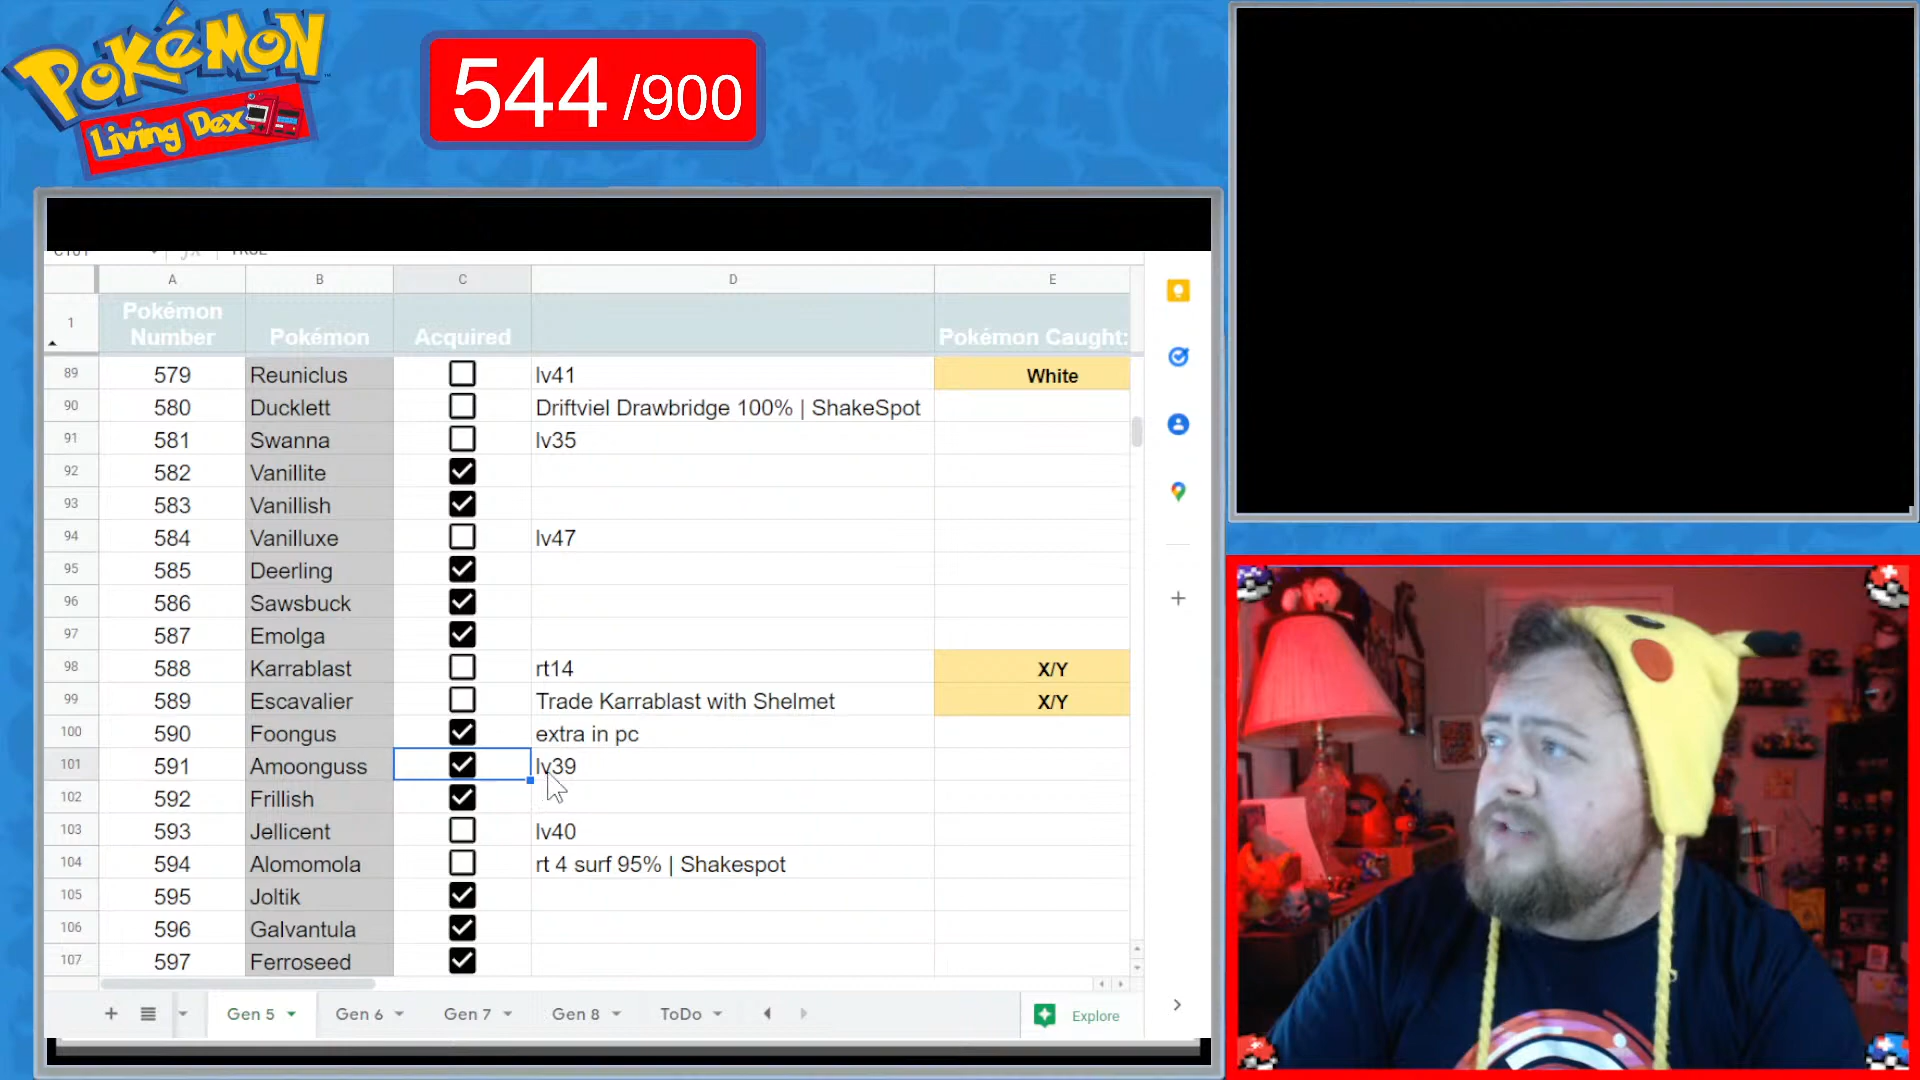 POKéMON
Living Dex
544 /900
TRUE
A B C D E
1 Pokémon Number Pokémon Acquired Pokémon Caught:
89 579 Reuniclus lv41 White
90 580 Ducklett Driftviel Drawbridge 100% | ShakeSpot
91 581 Swanna lv35
92 582 Vanillite
93 583 Vanillish
94 584 Vanilluxe lv47
95 585 Deerling
96 586 Sawsbuck
97 587 Emolga
98 588 Karrablast rt14 X/Y
99 589 Escavalier Trade Karrablast with Shelmet X/Y
100 590 Foongus extra in pc
101 591 Amoonguss lv39
102 592 Frillish
103 593 Jellicent lv40
104 594 Alomomola rt 4 surf 95% | Shakespot
105 595 Joltik
106 596 Galvantula
107 597 Ferroseed
Gen 5 Gen 6 Gen 7 Gen 8 ToDo Explore